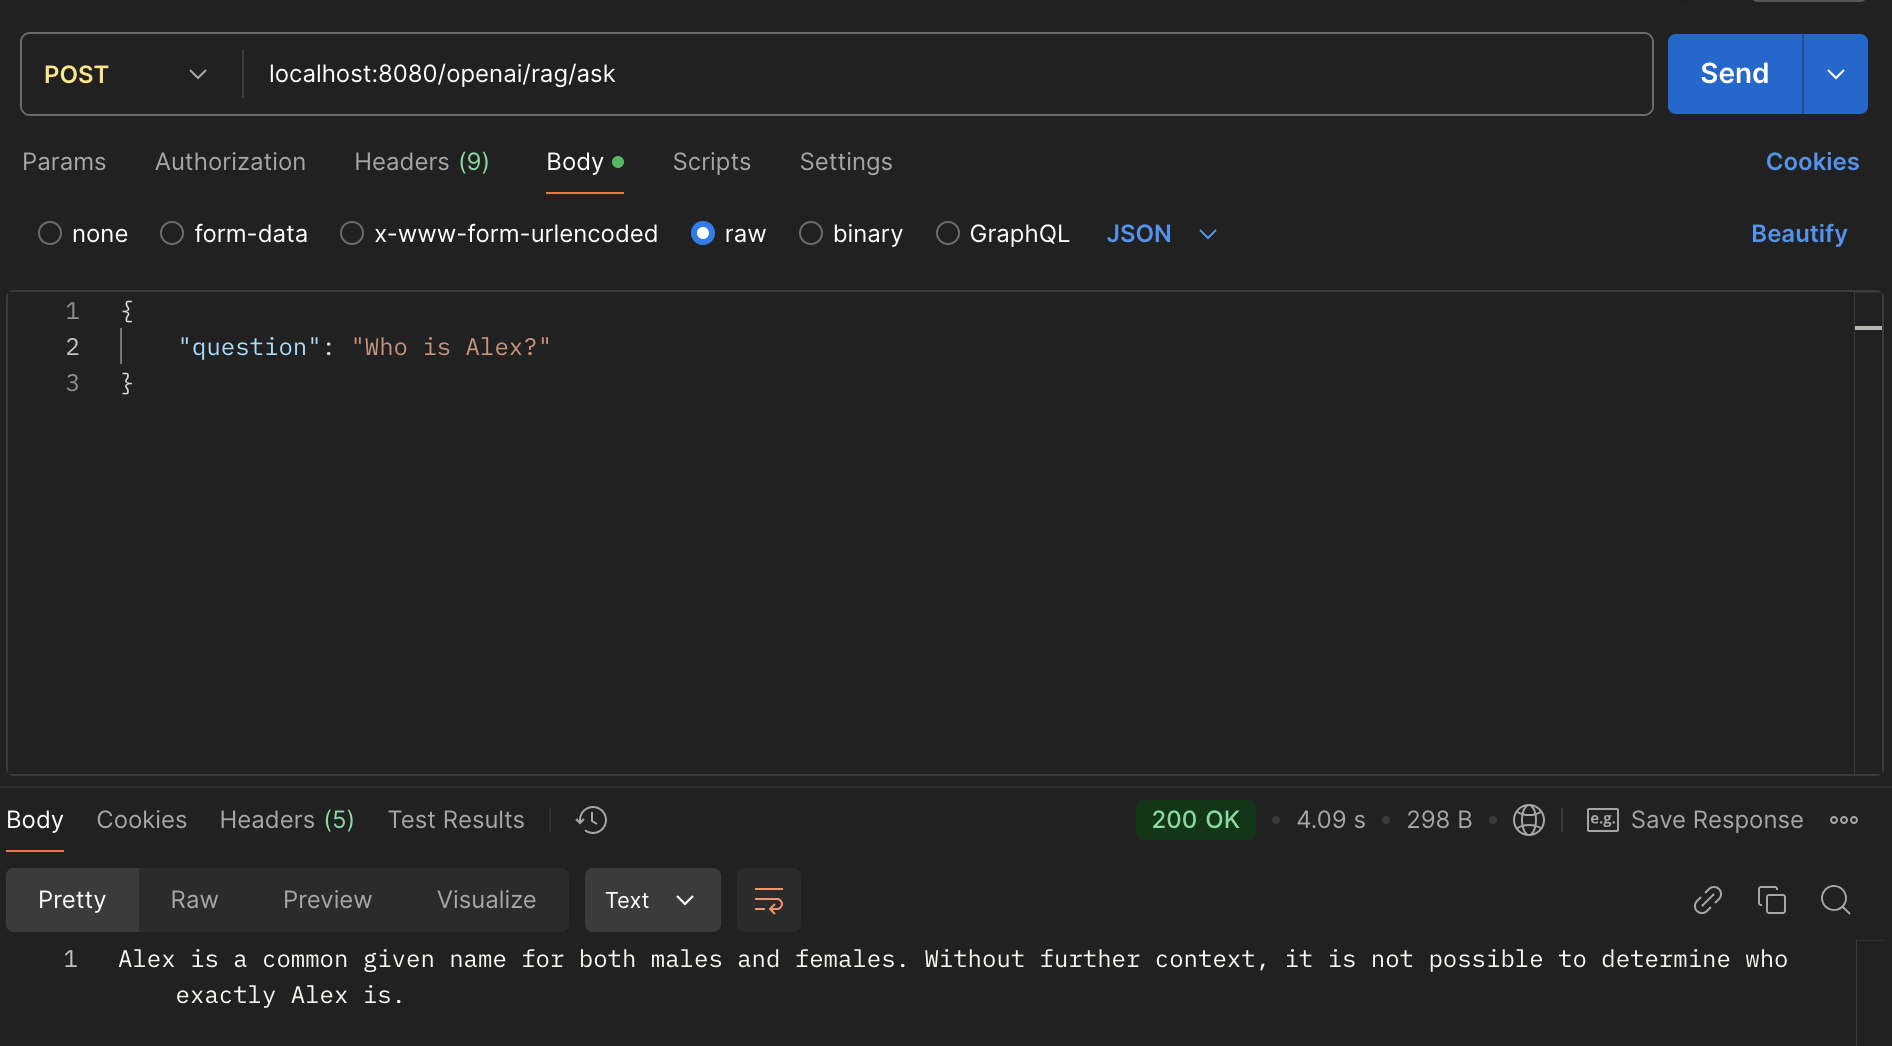 POST localhost:8080/openai/rag/ask Send
Params Authorization Headers (9) Body Scripts Settings Cookies
none form-data x-www-form-urlencoded raw binary GraphQL JSON Beautify
1 {
2 "question": "Who is Alex?"
3 }
Body Cookies Headers (5) Test Results 200 OK • 4.09 s • 298 B • e.g. Save Response
Pretty Raw Preview Visualize Text
1 Alex is a common given name for both males and females. Without further context, it is not possible to determine who
exactly Alex is.